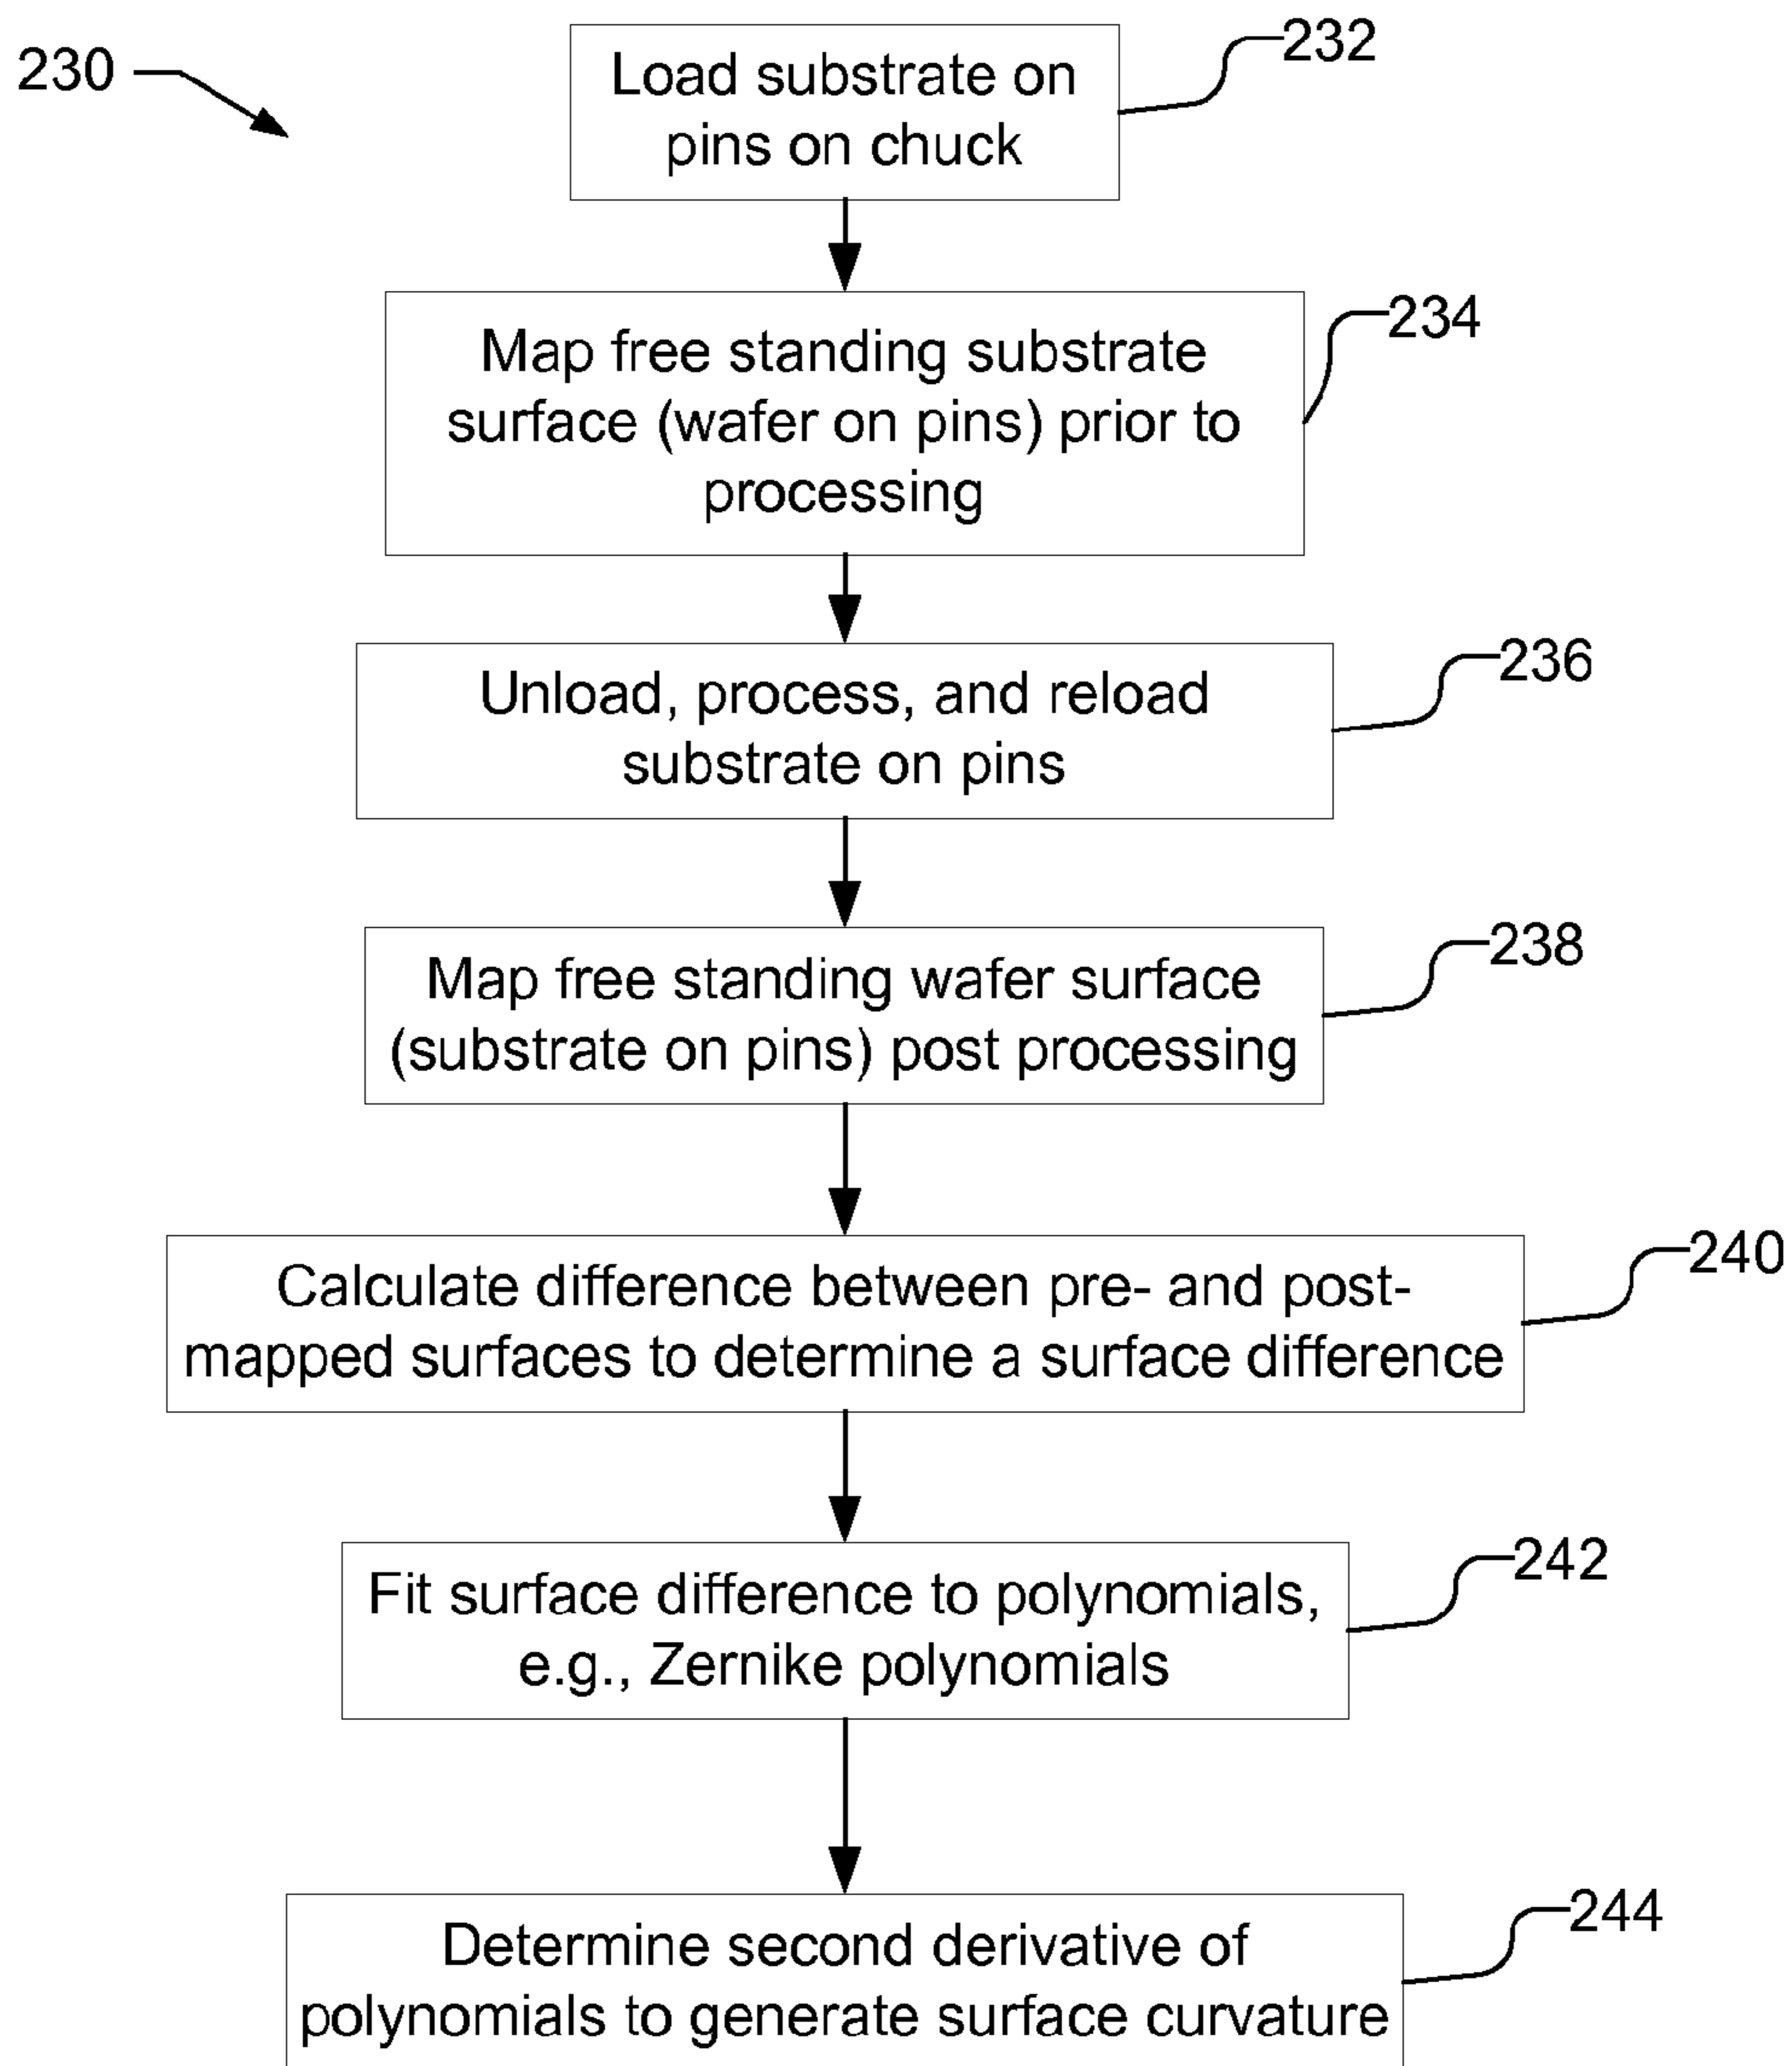 230
232
Load substrate on
pins on chuck
234
Map free standing substrate
surface (wafer on pins) prior to
processing
236
Unload, process, and reload
substrate on pins
238
Map free standing wafer surface
(substrate on pins) post processing
240
Calculate difference between pre- and post-
mapped surfaces to determine a surface difference
242
Fit surface difference to polynomials,
e.g., Zernike polynomials
244
Determine second derivative of
polynomials to generate surface curvature